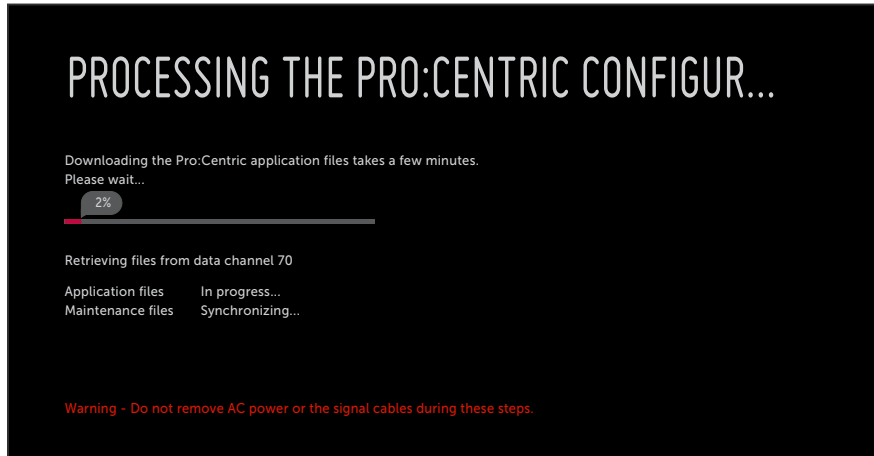 PROCESSING THE PRO:CENTRIC CONFIGUR...
Downloading the Pro:Centric application files takes a few minutes.
Please wait...
2%
Retrieving files from data channel 70
Application files In progress...
Maintenance files Synchronizing...
Warning - Do not remove AC power or the signal cables during these steps.